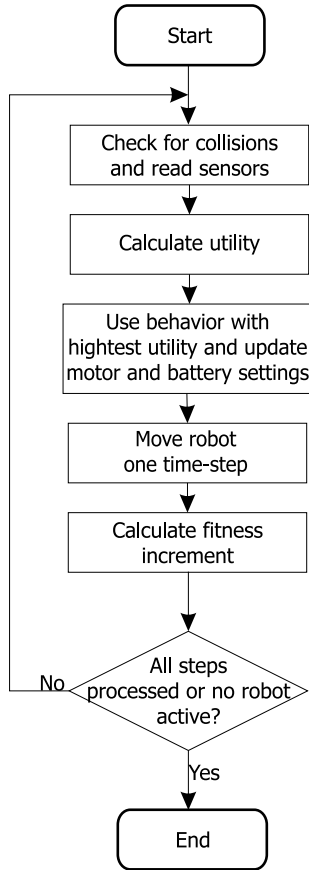 Start
Check for collisions
and read sensors
Calculate utility
Use behavior with
hightest utility and update
motor and battery settings
Move robot
one time-step
Calculate fitness
increment
All steps
processed or no robot
active?
No
Yes
End